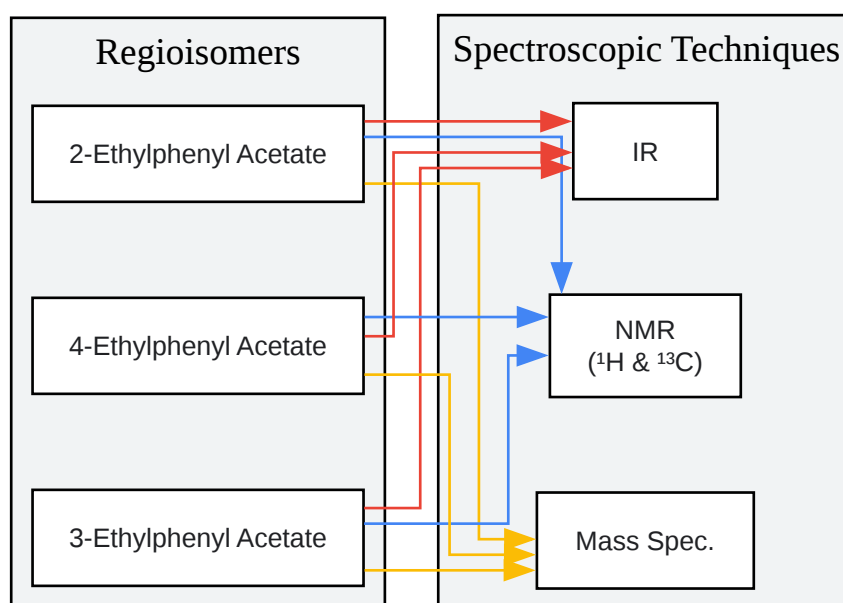 Regioisomers
2-Ethylphenyl Acetate
4-Ethylphenyl Acetate
3-Ethylphenyl Acetate
Spectroscopic Techniques
IR
NMR
(¹H & ¹³C)
Mass Spec.